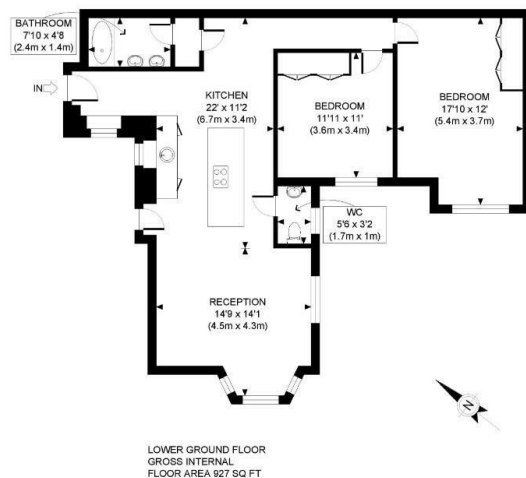 BATHROOM
7'10 x 4'8
(2.4m x 1.4m)
IN
KITCHEN
22' x 11'2
(6.7m x 3.4m)
BEDROOM
11'11 x 11'
(3.6m x 3.4m)
BEDROOM
17'10 x 12'
(5.4m x 3.7m)
WC
5'6 x 3'2
(1.7m x 1m)
RECEPTION
14'9 x 14'1
(4.5m x 4.3m)
N
LOWER GROUND FLOOR
GROSS INTERNAL
FLOOR AREA 927 SQ FT